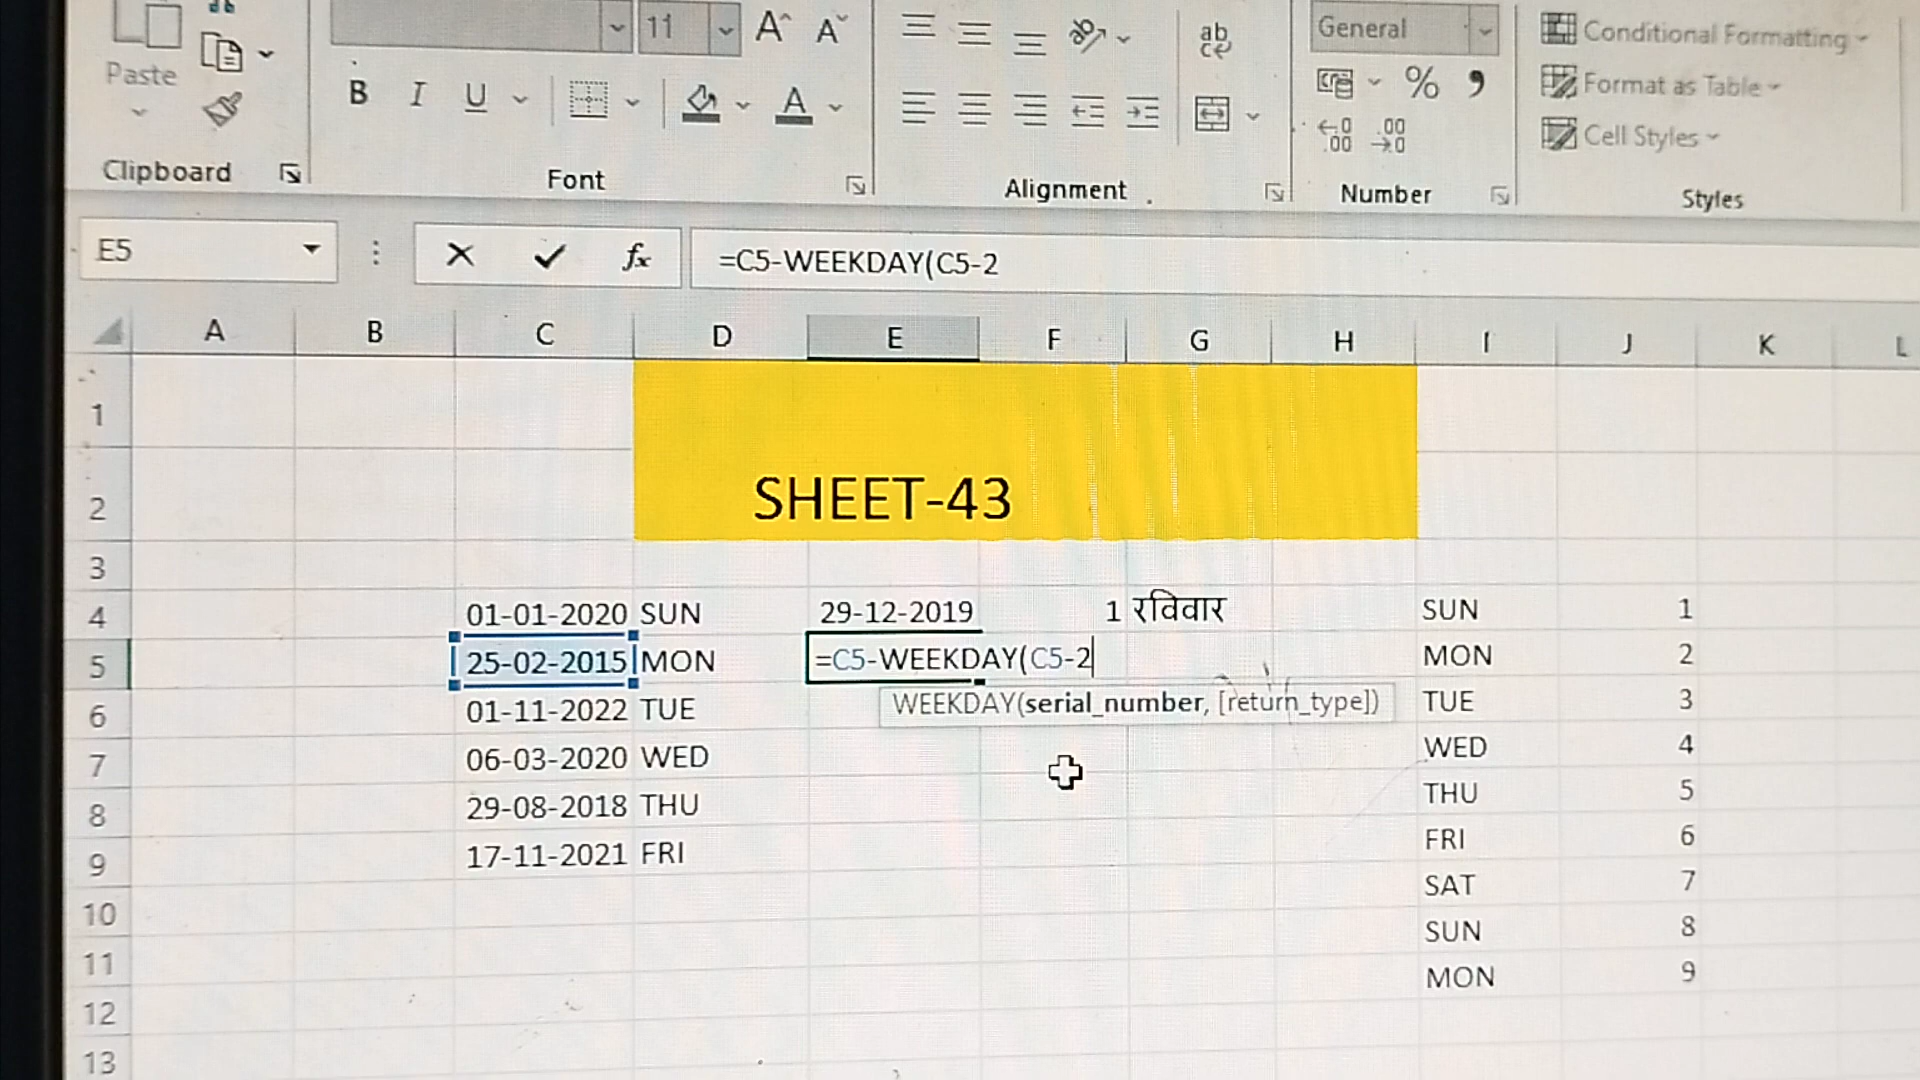 11 A^ A˅ ab General Conditional Formatting
Paste B I U A % , Format as Table
←0 .00 .00 →0 Cell Styles
Clipboard Font Alignment Number Styles
E5 fx =C5-WEEKDAY(C5-2
A B C D E F G H I J K L
1
2 SHEET-43
3
4 01-01-2020 SUN 29-12-2019 1 रविवार SUN 1
5 25-02-2015 MON =C5-WEEKDAY(C5-2 MON 2
6 01-11-2022 TUE WEEKDAY(serial_number, [return_type]) TUE 3
7 06-03-2020 WED WED 4
8 29-08-2018 THU THU 5
9 17-11-2021 FRI FRI 6
10 SAT 7
11 SUN 8
12 MON 9
13